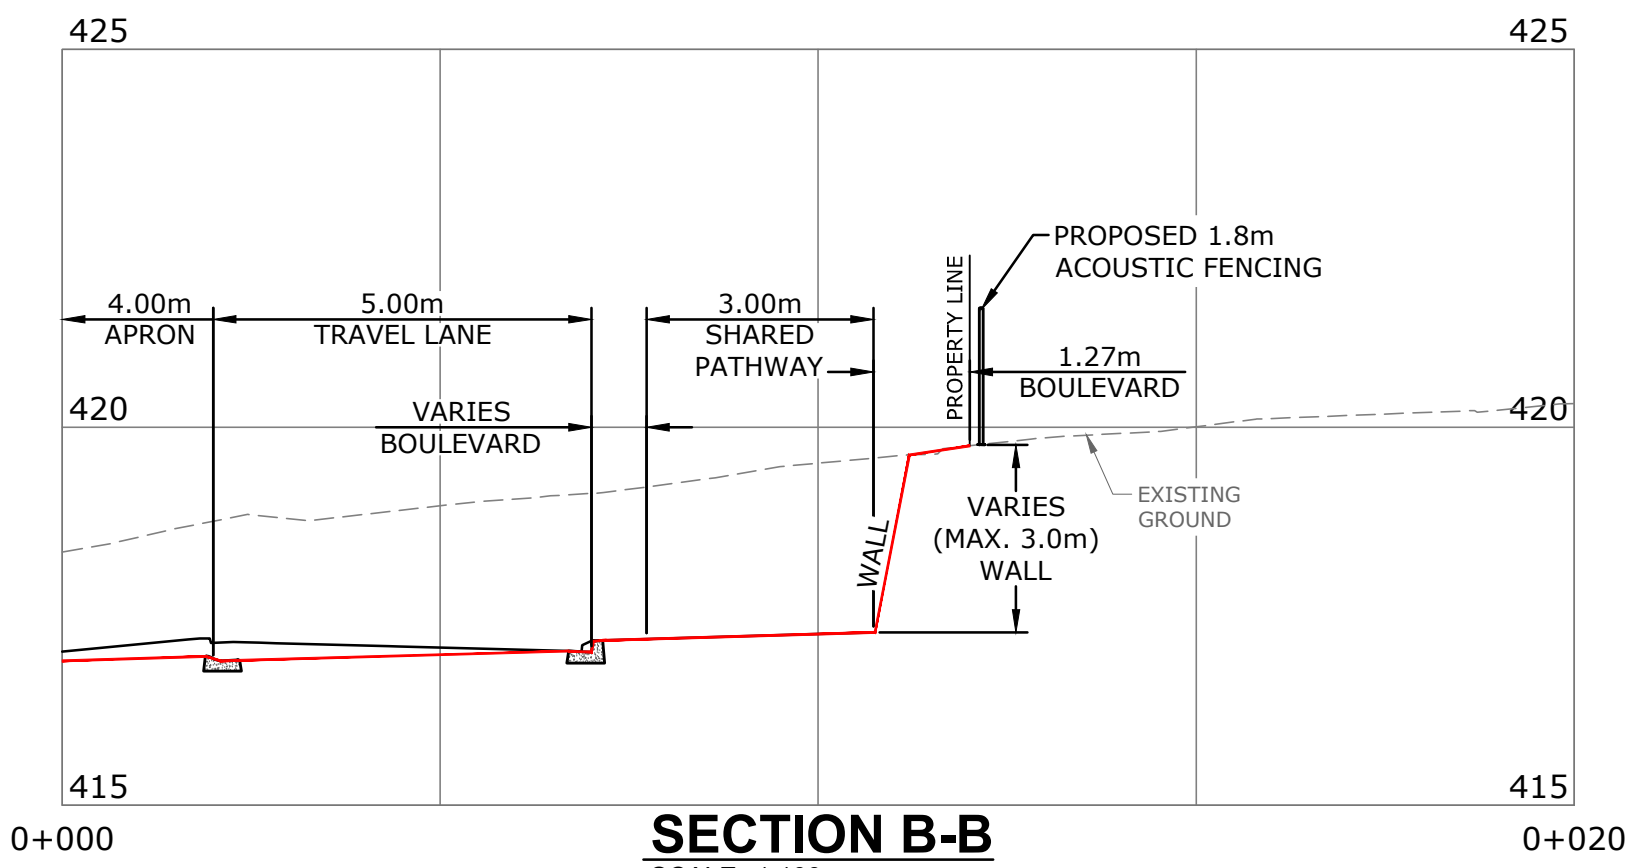 425
425
PROPOSED 1.8m
ACOUSTIC FENCING
PROPERTY LINE
4.00m
APRON
5.00m
TRAVEL LANE
3.00m
SHARED
PATHWAY
1.27m
BOULEVARD
420
420
VARIES
BOULEVARD
WALL
VARIES
(MAX. 3.0m)
WALL
EXISTING
GROUND
415
415
0+000
0+020
SECTION B-B